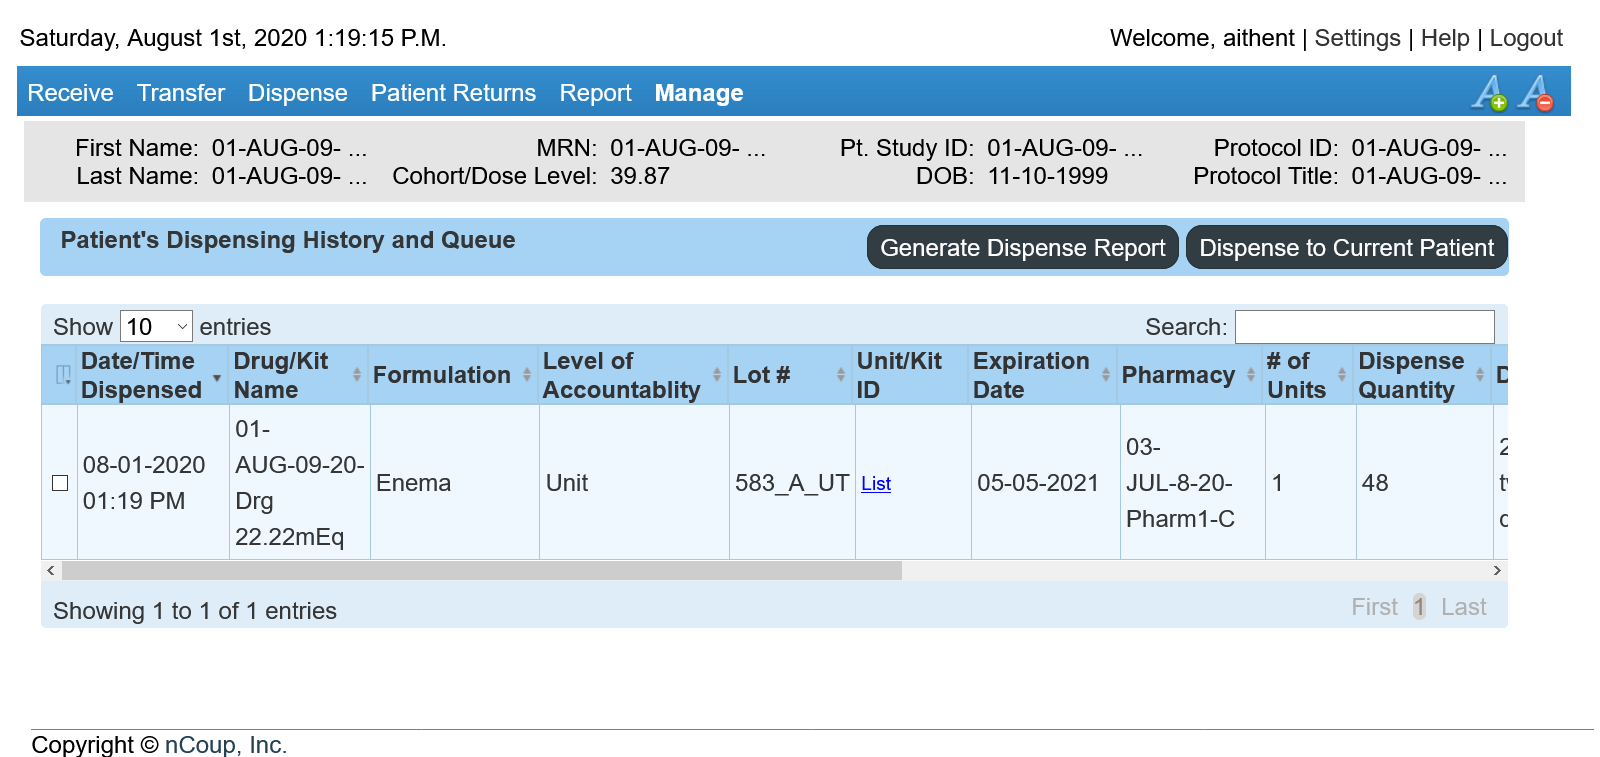 Saturday, August 1st, 2020 1:19:15 P.M.
Welcome, aithent | Settings | Help | Logout
Receive Transfer Dispense Patient Returns Report Manage
First Name: 01-AUG-09- ... MRN: 01-AUG-09- ... Pt. Study ID: 01-AUG-09- ... Protocol ID: 01-AUG-09- ...
Last Name: 01-AUG-09- ... Cohort/Dose Level: 39.87 DOB: 11-10-1999 Protocol Title: 01-AUG-09- ...
Patient's Dispensing History and Queue
Generate Dispense Report
Dispense to Current Patient
Show 10 entries
Search:
Date/Time
Dispensed
Drug/Kit
Name
Formulation
Level of
Accountablity
Lot #
Unit/Kit
ID
Expiration
Date
Pharmacy
# of
Units
Dispense
Quantity
08-01-2020
01:19 PM
01-
AUG-09-20-
Drg
22.22mEq
Enema
Unit
583_A_UT
List
05-05-2021
03-
JUL-8-20-
Pharm1-C
1
48
Showing 1 to 1 of 1 entries
First 1 Last
Copyright © nCoup, Inc.